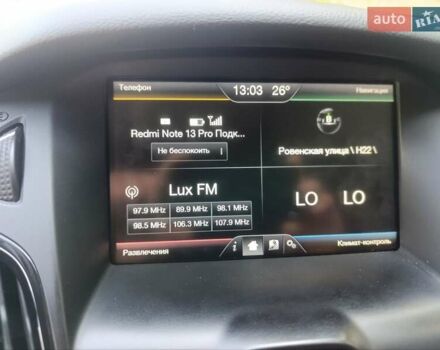 auto RIA
Телефон 13:03 26° Навигация
Redmi Note 13 Pro Подк...
Не беспокоить
Ровенская улица \ H22 \
Lux FM
97.9 MHz 89.9 MHz 98.1 MHz
98.5 MHz 106.3 MHz 107.9 MHz
LO LO
Развлечения i Климат-контроль